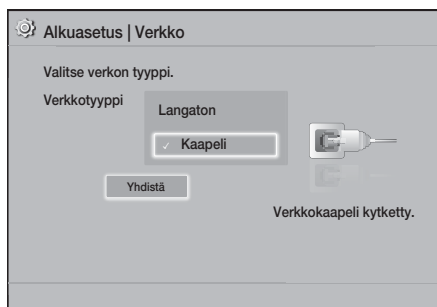 Alkuasetus | Verkko
Valitse verkon tyyppi.
Verkkotyyppi
Langaton
✓ Kaapeli
Yhdistä
Verkkokaapeli kytketty.